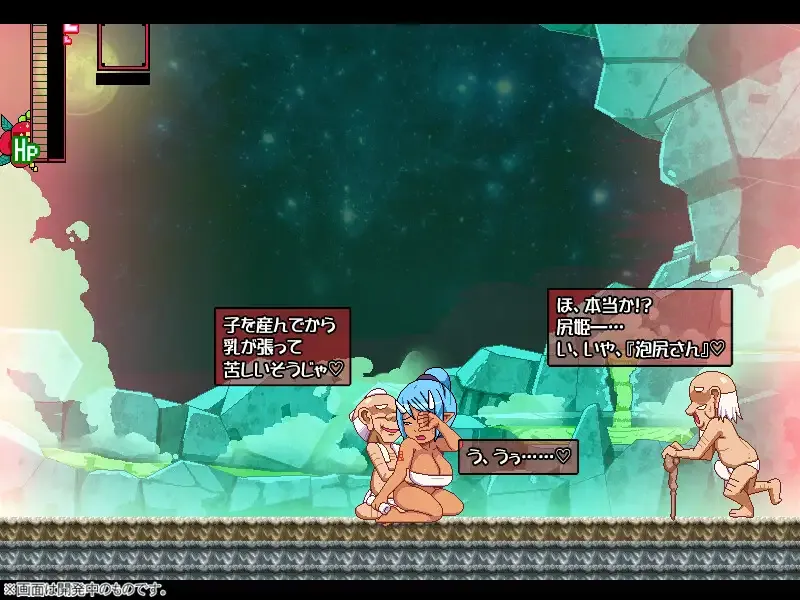 Hp
ほ、本当か!?
尻姫―…
い、いや、『泡尻さん』♡
子を産んでから
乳が張って
苦しいそうじゃ♡
う、うぅ……♡
※画面は開発中のものです。